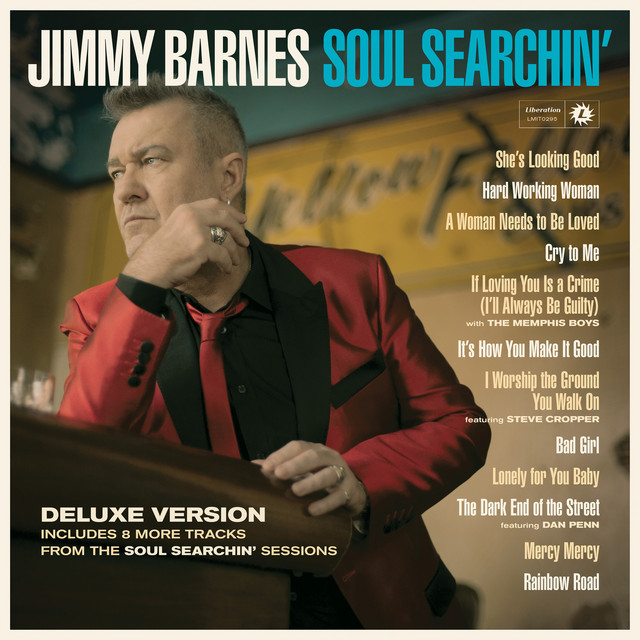 JIMMY BARNES SOUL SEARCHIN'
Liberation
LMIT0295
She's Looking Good
Hard Working Woman
A Woman Needs to Be Loved
Cry to Me
If Loving You Is a Crime
(I'll Always Be Guilty)
with THE MEMPHIS BOYS
It's How You Make It Good
I Worship the Ground
You Walk On
featuring STEVE CROPPER
Bad Girl
Lonely for You Baby
The Dark End of the Street
featuring DAN PENN
Mercy Mercy
Rainbow Road
DELUXE VERSION
INCLUDES 8 MORE TRACKS
FROM THE SOUL SEARCHIN' SESSIONS